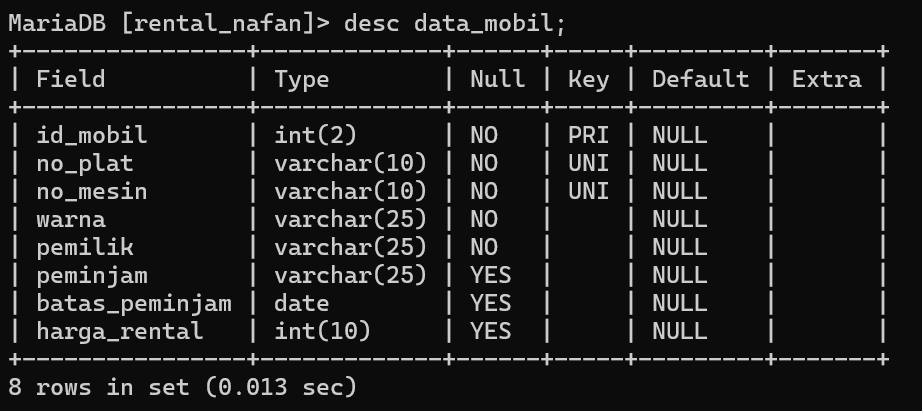 MariaDB [rental_nafan]> desc data_mobil;
+----------------+-------------+------+-----+---------+-------+
| Field          | Type        | Null | Key | Default | Extra |
+----------------+-------------+------+-----+---------+-------+
| id_mobil       | int(2)      | NO   | PRI | NULL    |       |
| no_plat        | varchar(10) | NO   | UNI | NULL    |       |
| no_mesin       | varchar(10) | NO   | UNI | NULL    |       |
| warna          | varchar(25) | NO   |     | NULL    |       |
| pemilik        | varchar(25) | NO   |     | NULL    |       |
| peminjam       | varchar(25) | YES  |     | NULL    |       |
| batas_peminjam | date        | YES  |     | NULL    |       |
| harga_rental   | int(10)     | YES  |     | NULL    |       |
+----------------+-------------+------+-----+---------+-------+
8 rows in set (0.013 sec)